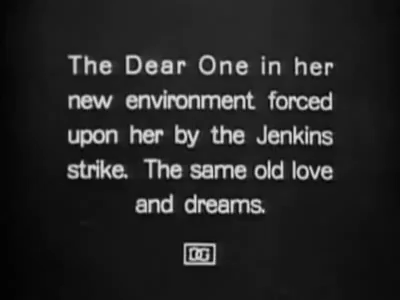 The Dear One in her
new environment forced
upon her by the Jenkins
strike. The same old love
and dreams.
DG